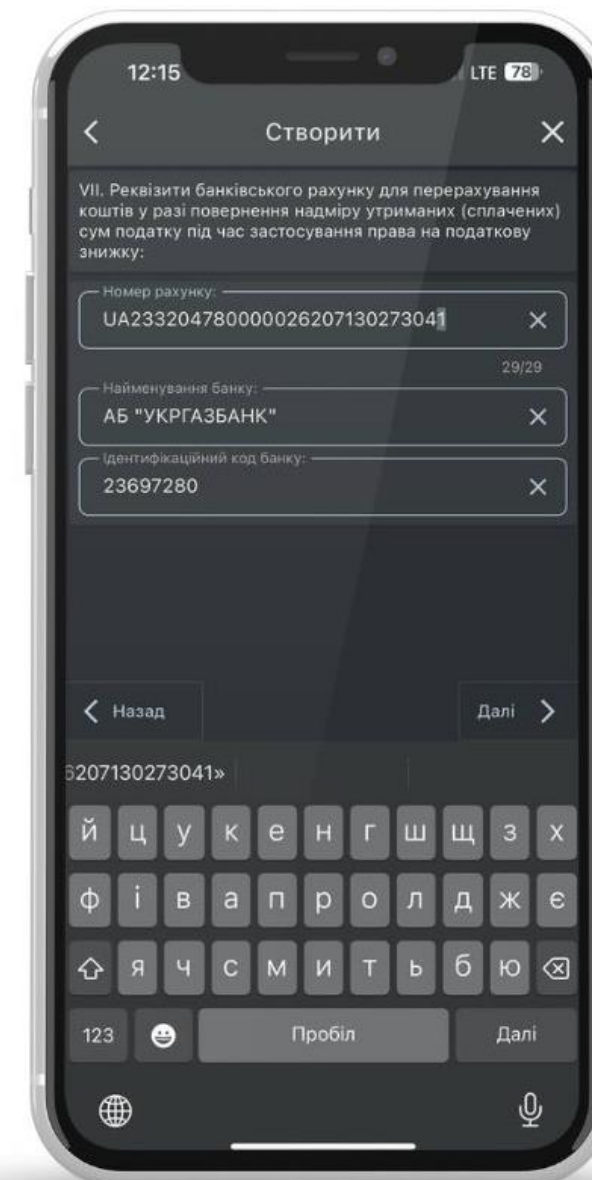 12:15
LTE 78
Створити
VII. Реквізити банківського рахунку для перерахування
коштів у разі повернення надміру утриманих (сплачених)
сум податку під час застосування права на податкову
знижку:
Номер рахунку:
UA233204780000002620713027304​1
29/29
Найменування банку:
АБ "УКРГАЗБАНК"
Ідентифікаційний код банку:
23697280
Назад
Далі
6207130273041»
й ц у к е н г ш щ з х
ф і в а п р о л д ж є
я ч с м и т ь б ю
123
Пробіл
Далі